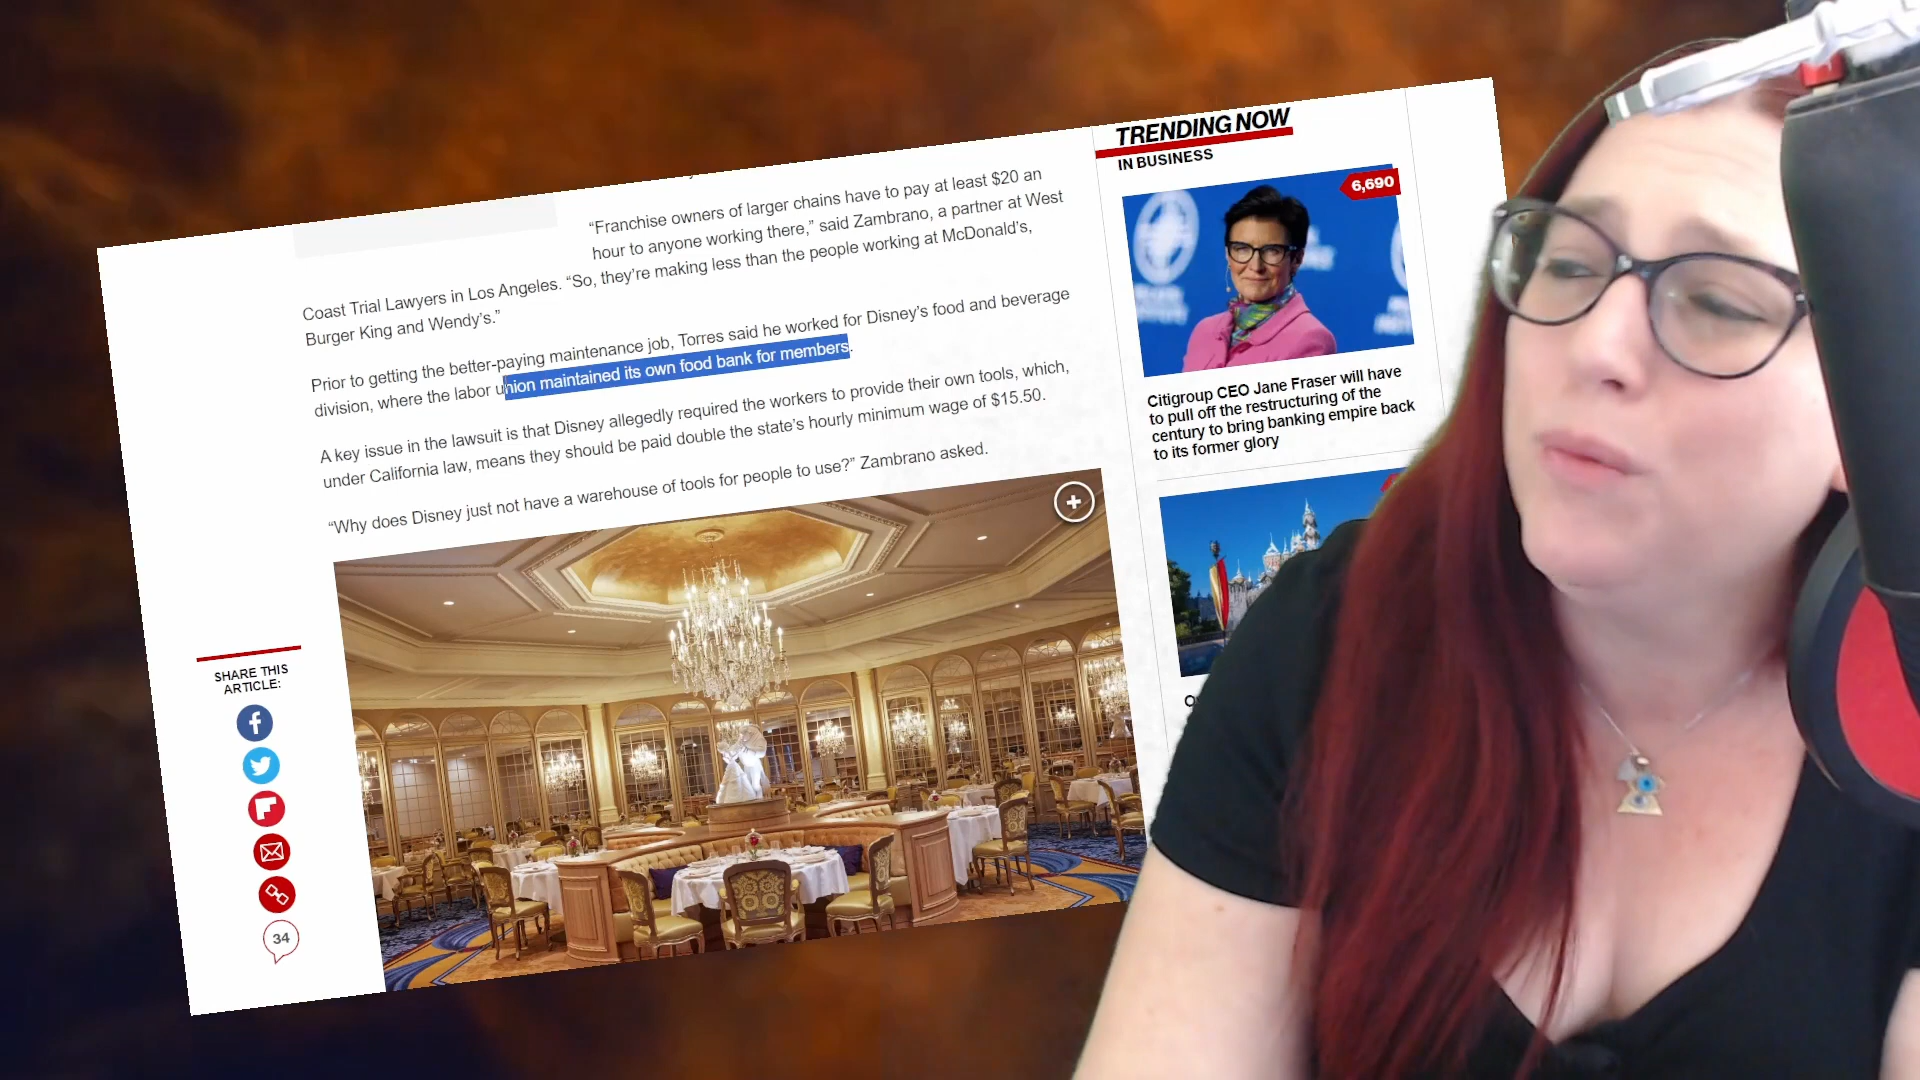 “Franchise owners of larger chains have to pay at least $20 an
hour to anyone working there,” said Zambrano, a partner at West
Coast Trial Lawyers in Los Angeles. “So, they’re making less than the people working at McDonald’s,
Burger King and Wendy’s.”
Prior to getting the better-paying maintenance job, Torres said he worked for Disney’s food and beverage
division, where the labor union maintained its own food bank for members.
A key issue in the lawsuit is that Disney allegedly required the workers to provide their own tools, which,
under California law, means they should be paid double the state’s hourly minimum wage of $15.50.
“Why does Disney just not have a warehouse of tools for people to use?” Zambrano asked.
SHARE THIS
ARTICLE:
34
TRENDING NOW
IN BUSINESS
6,690
Citigroup CEO Jane Fraser will have
to pull off the restructuring of the
century to bring banking empire back
to its former glory